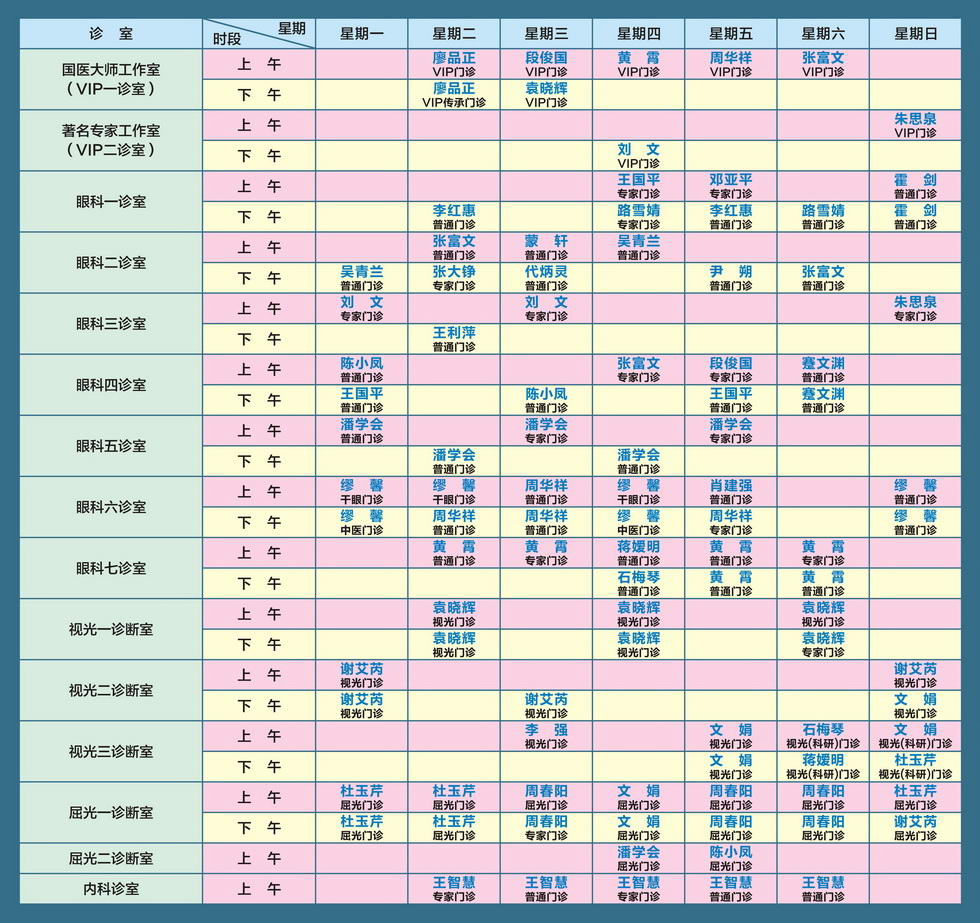 诊 室 星期 时段 星期一 星期二 星期三 星期四 星期五 星期六 星期日
国医大师工作室
（VIP一诊室）
上 午 廖品正 段俊国 黄 霄 周华祥 张富文
VIP门诊 VIP门诊 VIP门诊 VIP门诊 VIP门诊
下 午 廖品正 袁晓辉
VIP传承门诊 VIP门诊
著名专家工作室
（VIP二诊室）
上 午 朱思泉
VIP门诊
下 午 刘 文
VIP门诊
眼科一诊室
上 午 王国平 邓亚平 霍 剑
专家门诊 专家门诊 普通门诊
下 午 李红惠 路雪婧 李红惠 路雪婧 霍 剑
普通门诊 专家门诊 普通门诊 普通门诊 普通门诊
眼科二诊室
上 午 张富文 蒙 轩 吴青兰
普通门诊 普通门诊 普通门诊
下 午 吴青兰 张大铮 代炳灵 尹 朔 张富文
普通门诊 专家门诊 普通门诊 普通门诊 普通门诊
眼科三诊室
上 午 刘 文 刘 文 朱思泉
专家门诊 专家门诊 专家门诊
下 午 王利萍
普通门诊
眼科四诊室
上 午 陈小凤 张富文 段俊国 蹇文渊
普通门诊 专家门诊 专家门诊 普通门诊
下 午 王国平 陈小凤 王国平 蹇文渊
普通门诊 普通门诊 普通门诊 普通门诊
眼科五诊室
上 午 潘学会 潘学会 潘学会
普通门诊 专家门诊 专家门诊
下 午 潘学会 潘学会
普通门诊 普通门诊
眼科六诊室
上 午 缪 馨 缪 馨 周华祥 缪 馨 肖建强 缪 馨
干眼门诊 干眼门诊 普通门诊 干眼门诊 普通门诊 普通门诊
下 午 缪 馨 周华祥 周华祥 缪 馨 周华祥 缪 馨
中医门诊 普通门诊 普通门诊 中医门诊 专家门诊 普通门诊
眼科七诊室
上 午 黄 霄 黄 霄 蒋嫒明 黄 霄 黄 霄
普通门诊 专家门诊 普通门诊 普通门诊 专家门诊
下 午 石梅琴 黄 霄 黄 霄
普通门诊 普通门诊 普通门诊
视光一诊断室
上 午 袁晓辉 袁晓辉 袁晓辉
视光门诊 视光门诊 视光门诊
下 午 袁晓辉 袁晓辉 袁晓辉
视光门诊 视光门诊 专家门诊
视光二诊断室
上 午 谢艾芮 谢艾芮
视光门诊 视光门诊
下 午 谢艾芮 谢艾芮 文 娟
视光门诊 视光门诊 视光门诊
视光三诊断室
上 午 李 强 文 娟 石梅琴 文 娟
视光门诊 视光门诊 视光(科研)门诊 视光(科研)门诊
下 午 文 娟 蒋嫒明 杜玉芹
视光门诊 视光(科研)门诊 视光(科研)门诊
屈光一诊断室
上 午 杜玉芹 杜玉芹 周春阳 文 娟 周春阳 周春阳 杜玉芹
屈光门诊 屈光门诊 屈光门诊 屈光门诊 屈光门诊 屈光门诊 屈光门诊
下 午 杜玉芹 杜玉芹 周春阳 文 娟 周春阳 周春阳 谢艾芮
屈光门诊 屈光门诊 专家门诊 屈光门诊 屈光门诊 屈光门诊 屈光门诊
屈光二诊断室
上 午 潘学会 陈小凤
屈光门诊 屈光门诊
内科诊室
上 午 王智慧 王智慧 王智慧 王智慧 王智慧
专家门诊 普通门诊 专家门诊 普通门诊 普通门诊